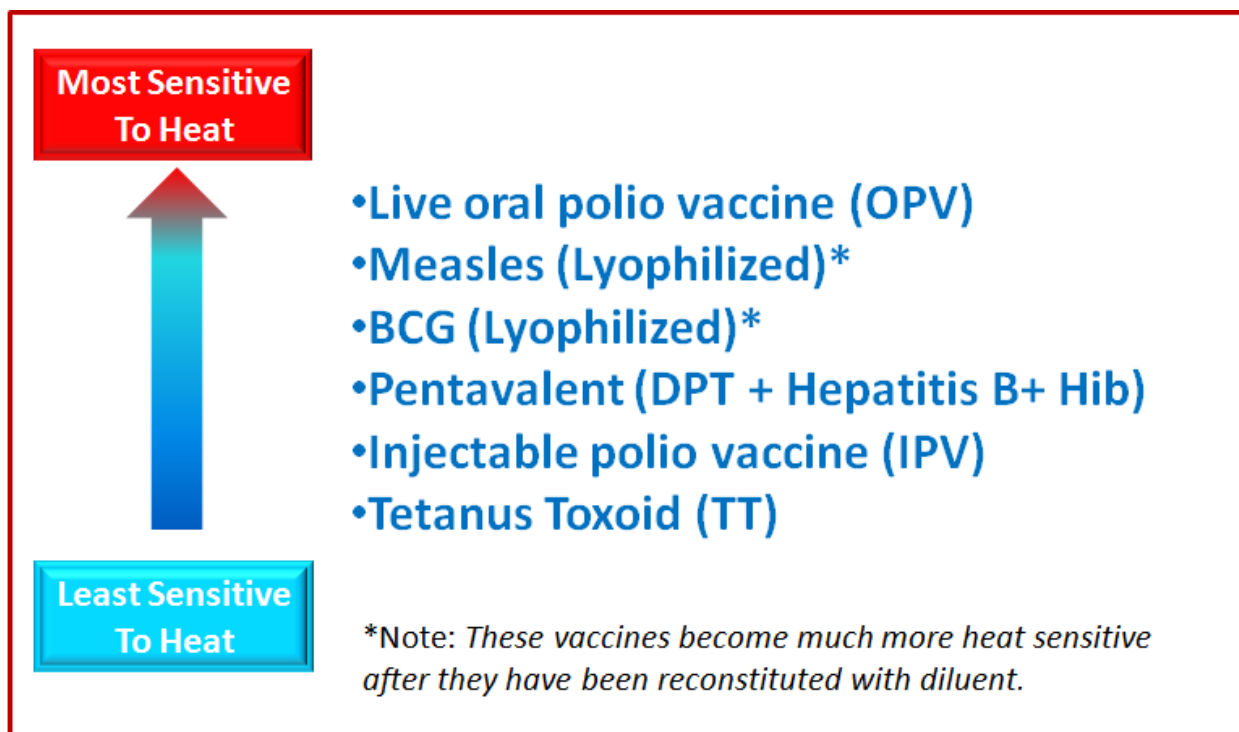 Most Sensitive
To Heat
•Live oral polio vaccine (OPV)
•Measles (Lyophilized)*
•BCG (Lyophilized)*
•Pentavalent (DPT + Hepatitis B+ Hib)
•Injectable polio vaccine (IPV)
•Tetanus Toxoid (TT)
Least Sensitive
To Heat
*Note: These vaccines become much more heat sensitive
after they have been reconstituted with diluent.